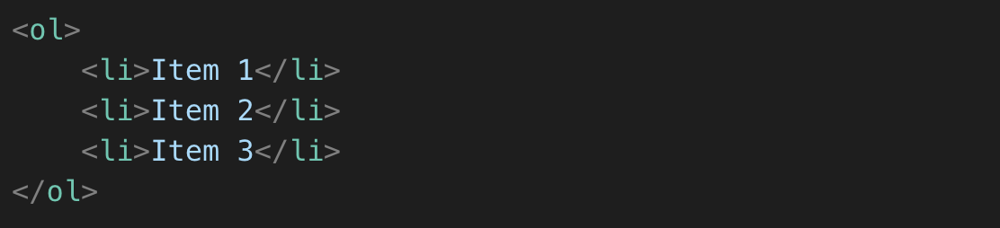 <ol>
    <li>Item 1</li>
    <li>Item 2</li>
    <li>Item 3</li>
</ol>